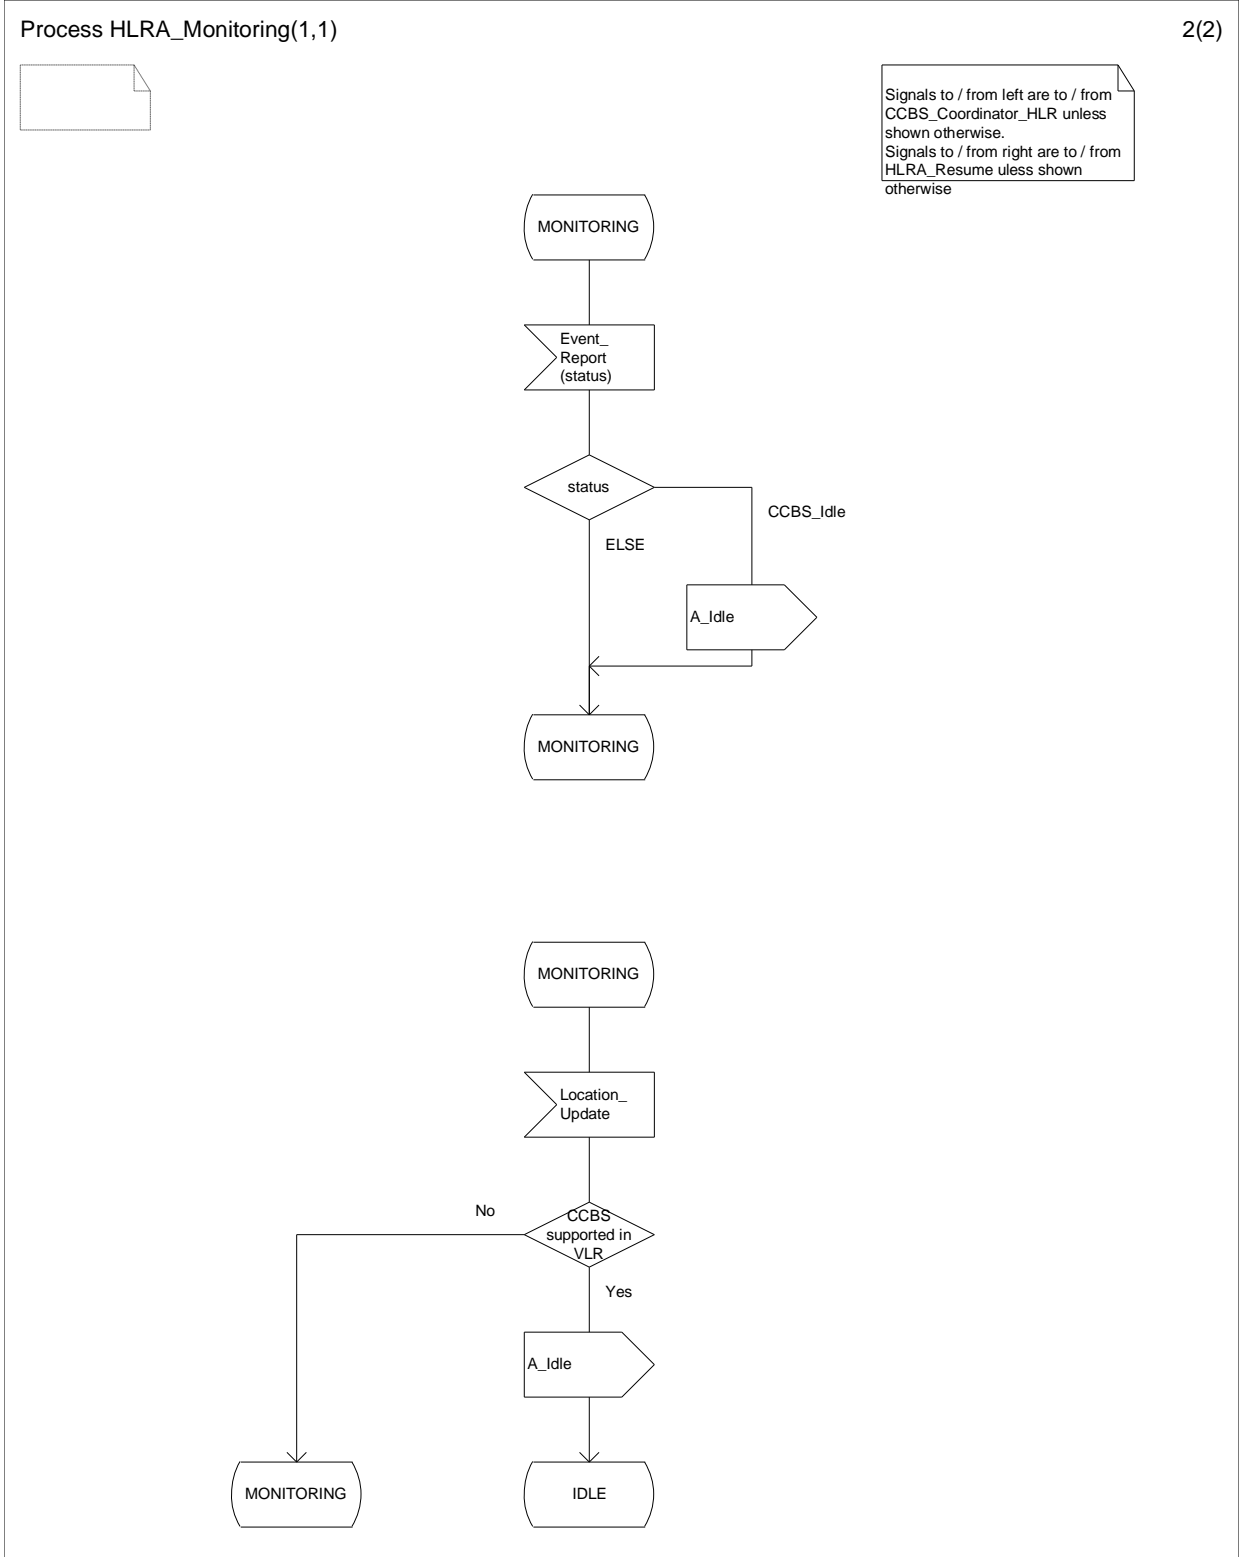 Process HLRA_Monitoring(1,1)
2(2)
Signals to / from left are to / from
CCBS_Coordinator_HLR unless
shown otherwise.
Signals to / from right are to / from
HLRA_Resume uless shown
otherwise
MONITORING
Event_
Report
(status)
status
CCBS_Idle
ELSE
A_Idle
MONITORING
MONITORING
Location_
Update
No
CCBS
supported in
VLR
Yes
A_Idle
MONITORING
IDLE